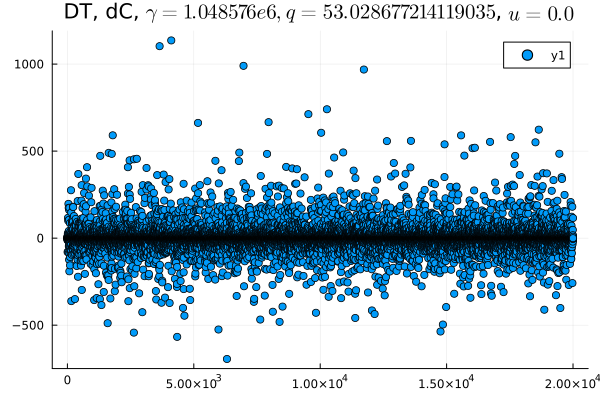 DT, dC, γ = 1.048576e6, q = 53.028677214119035, u = 0.0
y1
1000
500
0
−500
0 5.00×10³ 1.00×10⁴ 1.50×10⁴ 2.00×10⁴